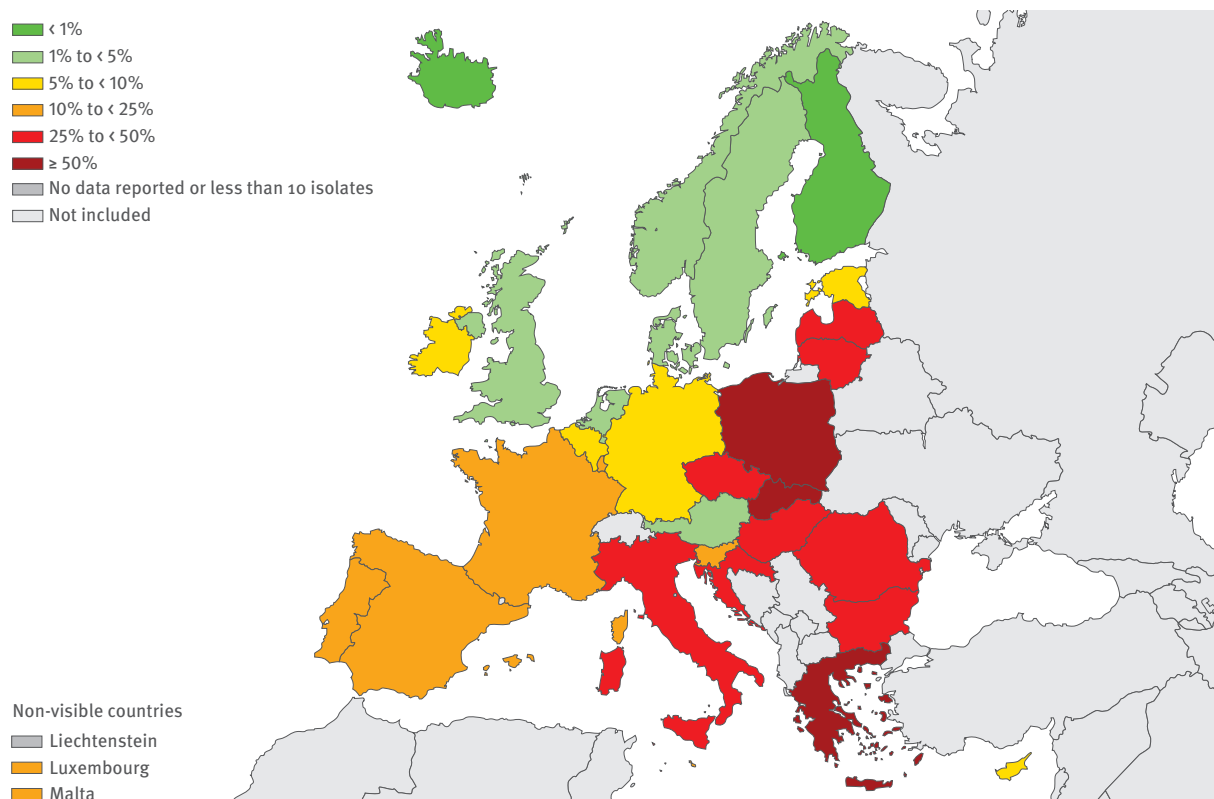 < 1%
1% to < 5%
5% to < 10%
10% to < 25%
25% to < 50%
≥ 50%
No data reported or less than 10 isolates
Not included
Non-visible countries
Liechtenstein
Luxembourg
Malta